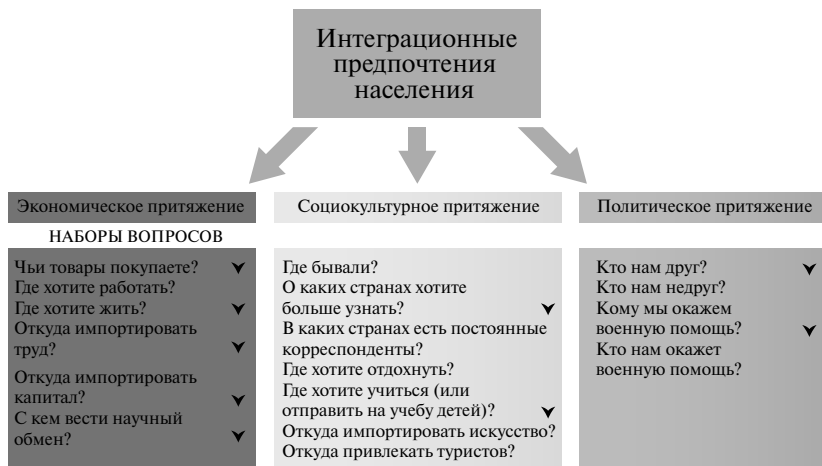 Интеграционные
предпочтения
населения
Экономическое притяжение
Социокультурное притяжение
Политическое притяжение
НАБОРЫ ВОПРОСОВ
Чьи товары покупаете?
Где хотите работать?
Где хотите жить?
Откуда импортировать
труд?
Откуда импортировать
капитал?
С кем вести научный
обмен?
Где бывали?
О каких странах хотите
больше узнать?
В каких странах есть постоянные
корреспонденты?
Где хотите отдохнуть?
Где хотите учиться (или
отправить на учебу детей)?
Откуда импортировать искусство?
Откуда привлекать туристов?
Кто нам друг?
Кто нам недруг?
Кому мы окажем
военную помощь?
Кто нам окажет
военную помощь?